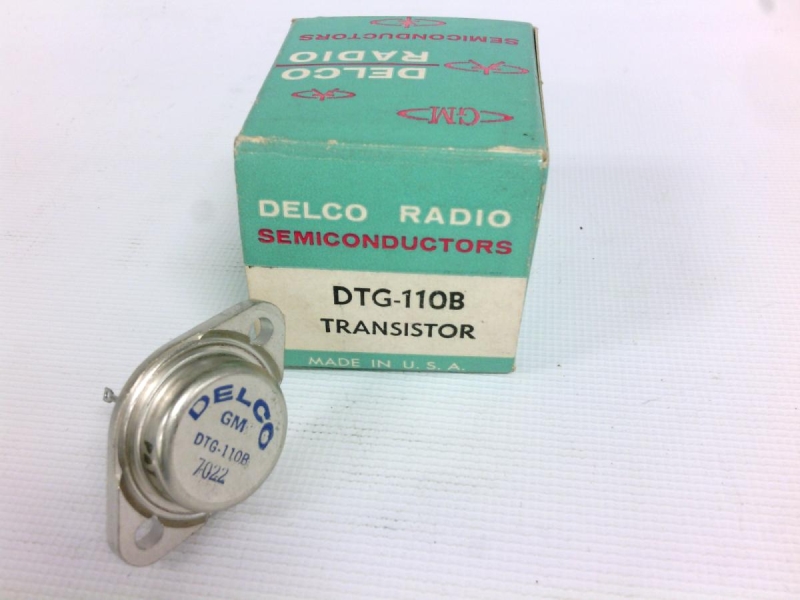 SEMICONDUCTORS
DELCO
RADIO
GM
DELCO RADIO
SEMICONDUCTORS
DTG-110B
TRANSISTOR
MADE IN U.S.A.
DELCO
GM
DTG-110B
7022